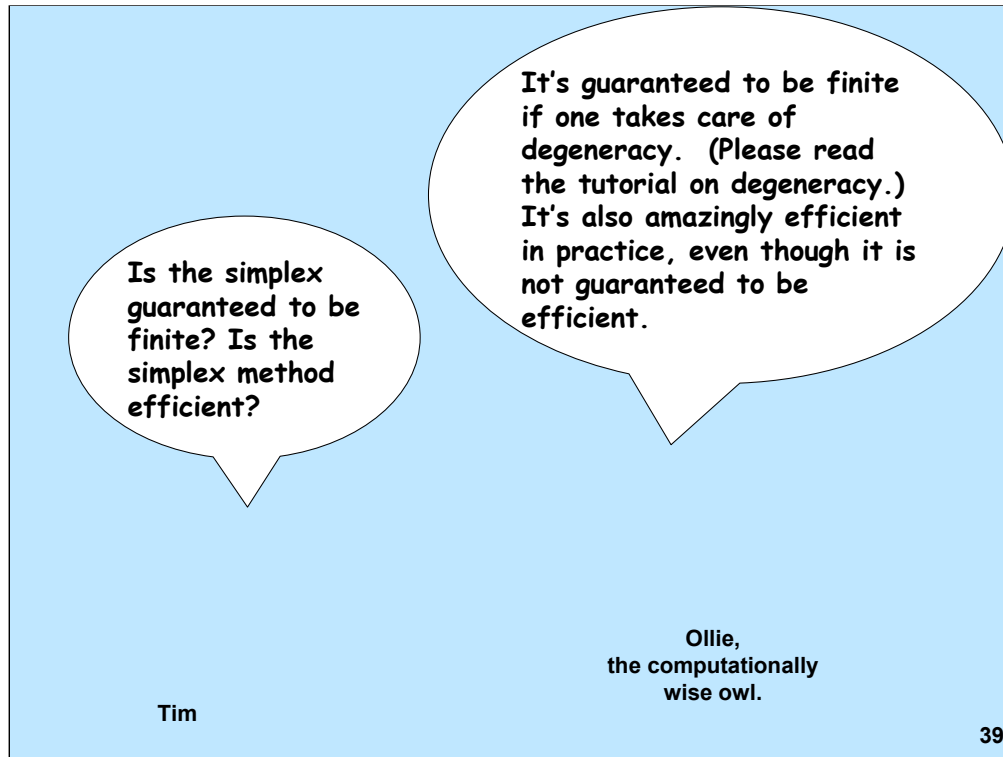 Is the simplex
guaranteed to be
finite? Is the
simplex method
efficient?
It's guaranteed to be finite
if one takes care of
degeneracy.  (Please read
the tutorial on degeneracy.)
It's also amazingly efficient
in practice, even though it is
not guaranteed to be
efficient.
Tim
Ollie,
the computationally
wise owl.
39